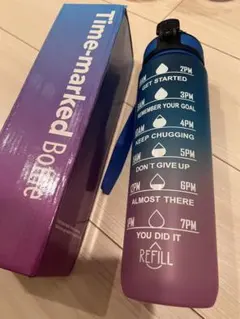 Time-marked Bottle
2PM
GET STARTED
3PM
REMEMBER YOUR GOAL
4PM
KEEP CHUGGING
5PM
DON'T GIVE UP
12PM 6PM
ALMOST THERE
7PM
YOU DID IT
REFILL